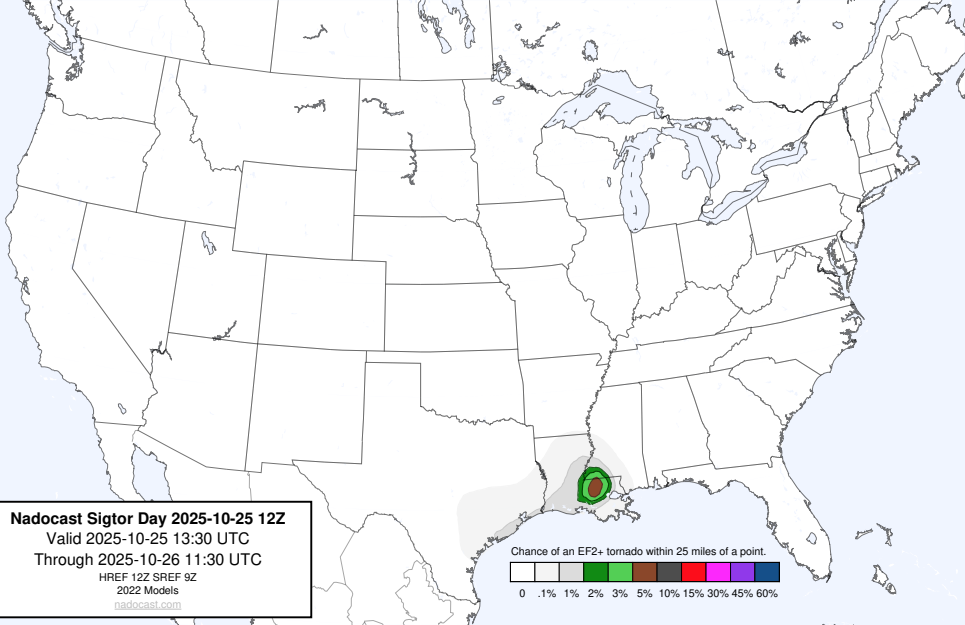 Nadocast Sigtor Day 2025-10-25 12Z
Valid 2025-10-25 13:30 UTC
Through 2025-10-26 11:30 UTC
HREF 12Z SREF 9Z
2022 Models
nadocast.com
Chance of an EF2+ tornado within 25 miles of a point.
0 .1% 1% 2% 3% 5% 10% 15% 30% 45% 60%